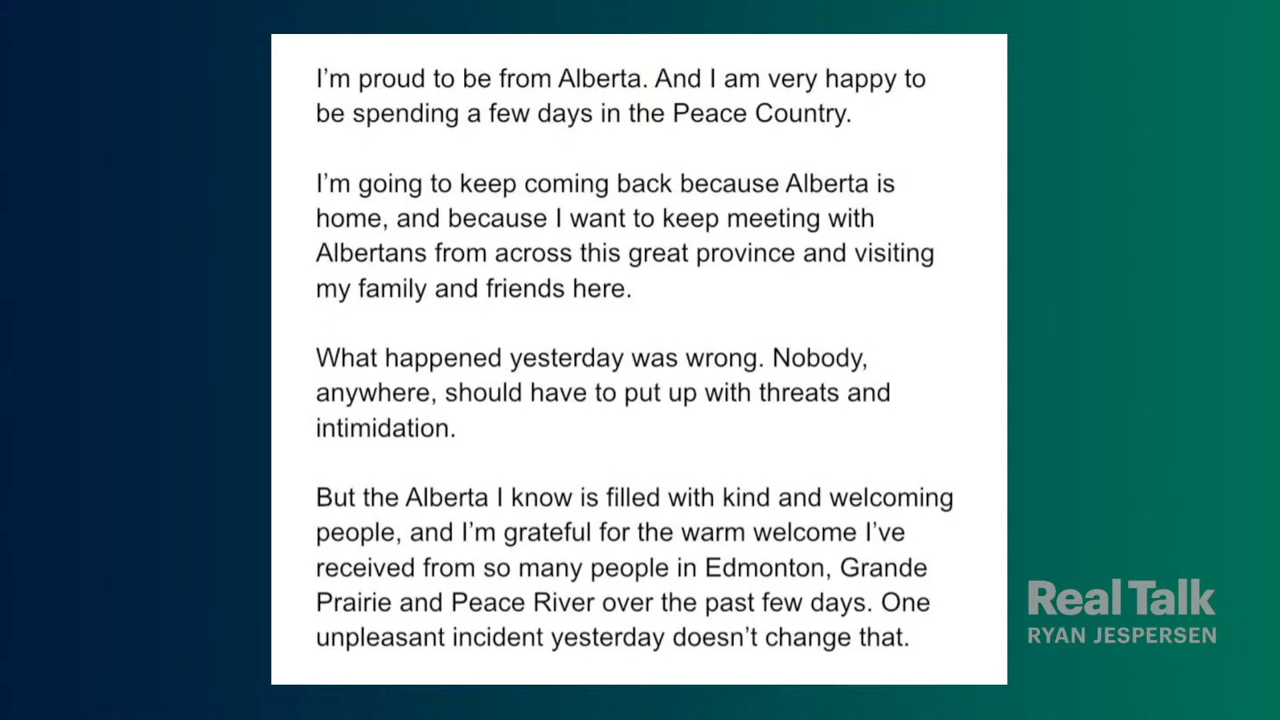 I'm proud to be from Alberta. And I am very happy to
be spending a few days in the Peace Country.
I'm going to keep coming back because Alberta is
home, and because I want to keep meeting with
Albertans from across this great province and visiting
my family and friends here.
What happened yesterday was wrong. Nobody,
anywhere, should have to put up with threats and
intimidation.
But the Alberta I know is filled with kind and welcoming
people, and I'm grateful for the warm welcome I've
received from so many people in Edmonton, Grande
Prairie and Peace River over the past few days. One
unpleasant incident yesterday doesn't change that.
Real Talk
RYAN JESPERSEN